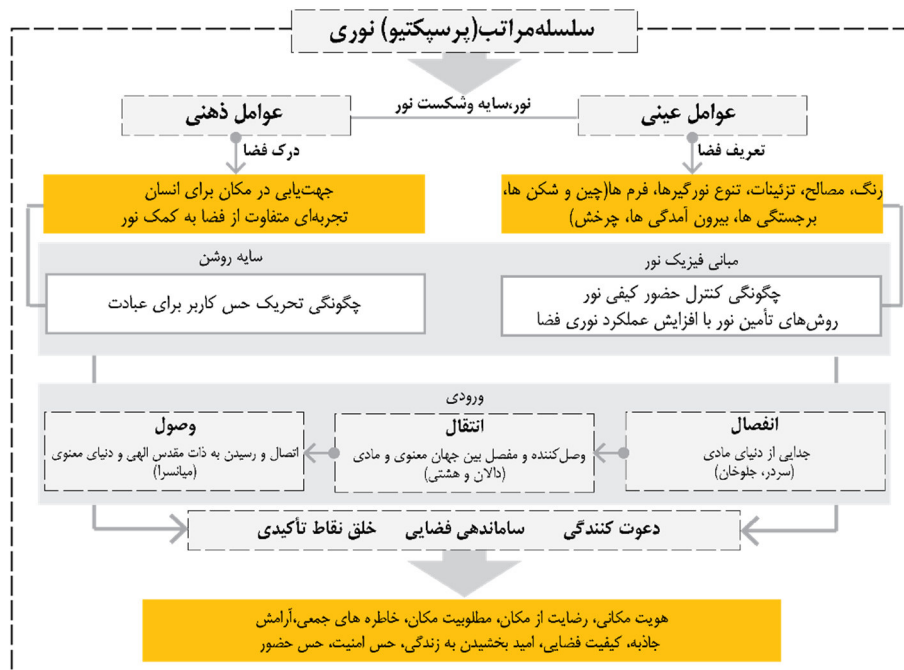 سلسله‌مراتب(پرسپکتیو) نوری
نور،سایه وشکست نور
عوامل عینی
عوامل ذهنی
تعریف فضا
درک فضا
رنگ، مصالح، تزئینات، تنوع نورگیرها، فرم ها(چین و شکن ها،
برجستگی ها، بیرون آمدگی ها، چرخش)
جهت‌یابی در مکان برای انسان
تجربه‌ای متفاوت از فضا به کمک نور
مبانی فیزیک نور
سایه روشن
چگونگی کنترل حضور کیفی نور
روش‌های تأمین نور با افزایش عملکرد نوری فضا
چگونگی تحریک حس کاربر برای عبادت
ورودی
انفصال
جدایی از دنیای مادی
(سردر، جلوخان)
انتقال
وصل‌کننده و مفصل بین جهان معنوی و مادی
(دالان و هشتی)
وصول
اتصال و رسیدن به ذات مقدس الهی و دنیای معنوی
(میانسرا)
دعوت کنندگی ساماندهی فضایی خلق نقاط تأکیدی
هویت مکانی، رضایت از مکان، مطلوبیت مکان، خاطره های جمعی،آرامش
جاذبه، کیفیت فضایی، امید بخشیدن به زندگی، حس امنیت، حس حضور